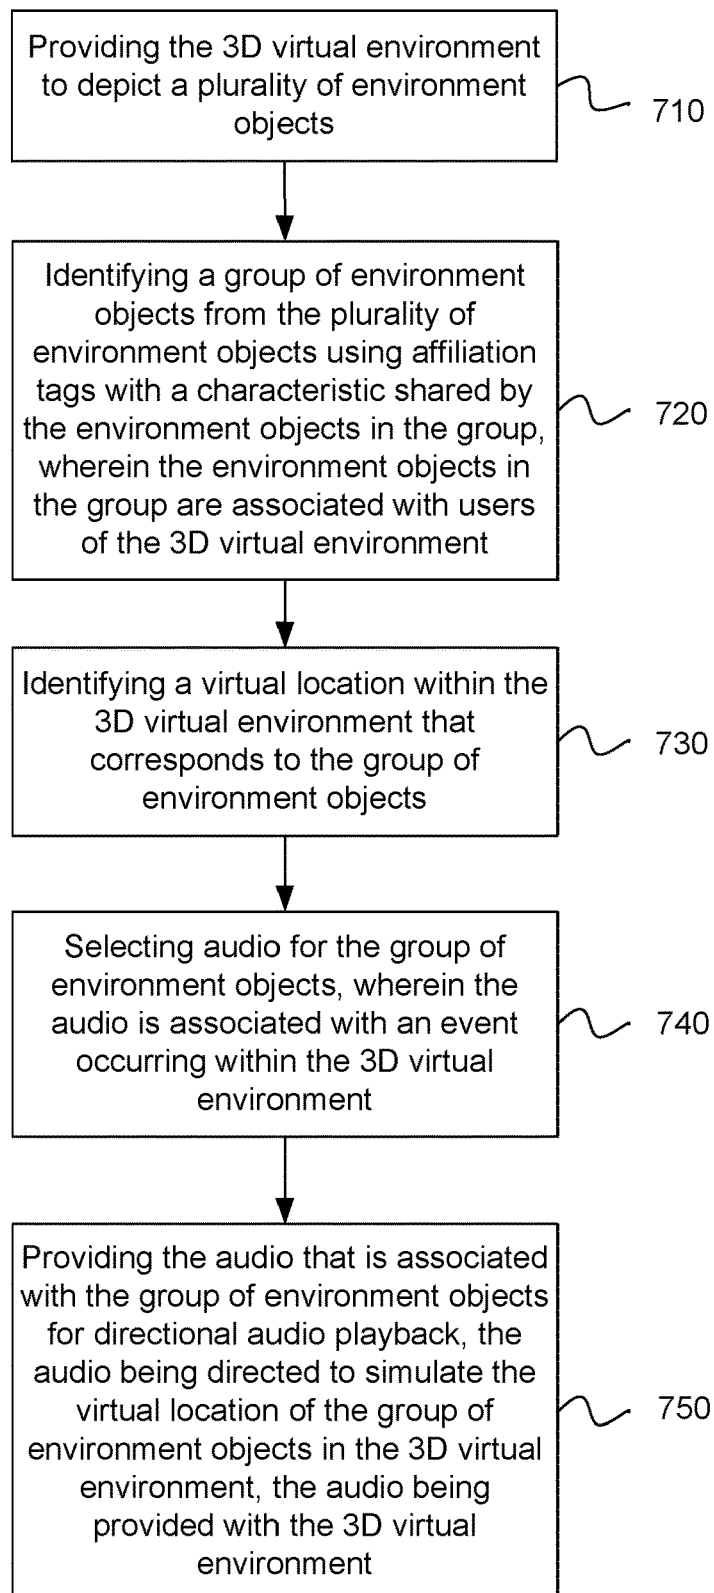 Providing the 3D virtual environment
to depict a plurality of environment
objects
710
Identifying a group of environment
objects from the plurality of
environment objects using affiliation
tags with a characteristic shared by
the environment objects in the group,
wherein the environment objects in
the group are associated with users
of the 3D virtual environment
720
Identifying a virtual location within the
3D virtual environment that
corresponds to the group of
environment objects
730
Selecting audio for the group of
environment objects, wherein the
audio is associated with an event
occurring within the 3D virtual
environment
740
Providing the audio that is associated
with the group of environment objects
for directional audio playback, the
audio being directed to simulate the
virtual location of the group of
environment objects in the 3D virtual
environment, the audio being
provided with the 3D virtual
environment
750